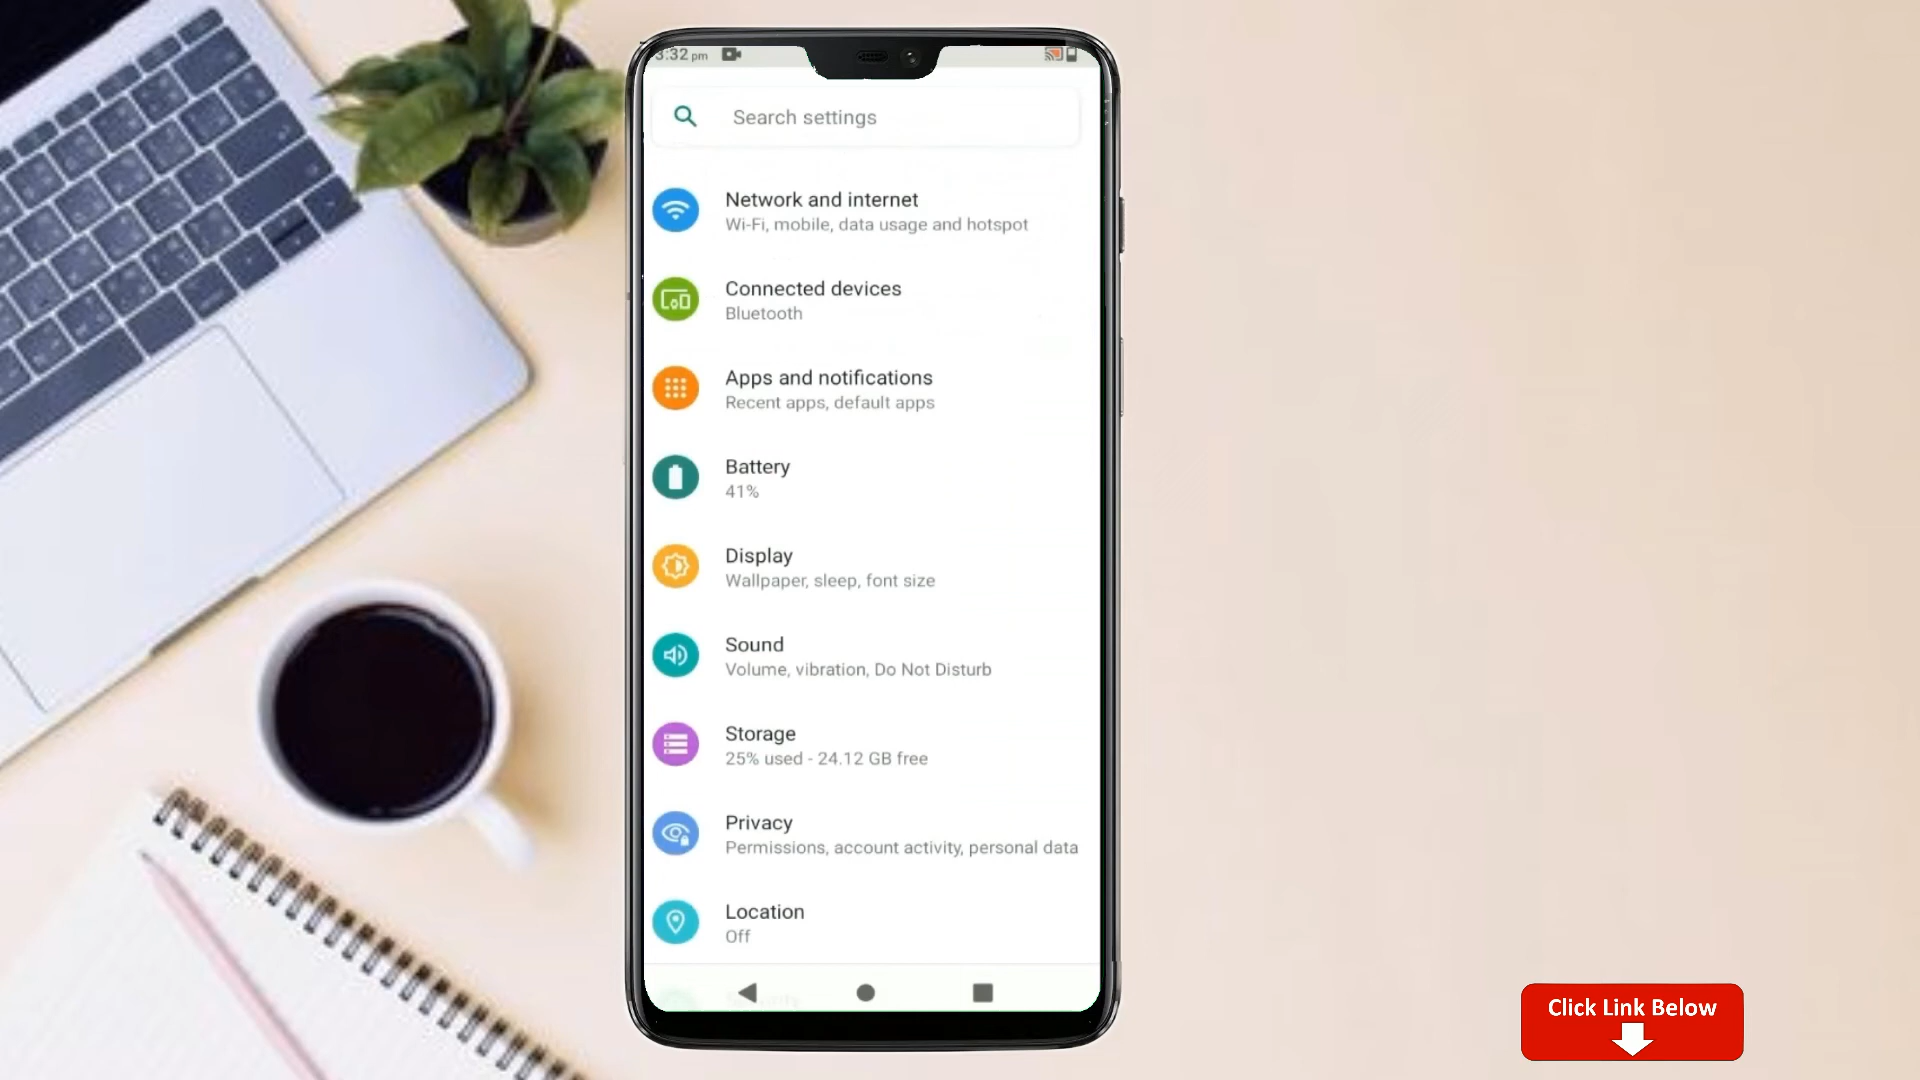 3:32 pm
Search settings
Network and internet
Wi-Fi, mobile, data usage and hotspot
Connected devices
Bluetooth
Apps and notifications
Recent apps, default apps
Battery
41%
Display
Wallpaper, sleep, font size
Sound
Volume, vibration, Do Not Disturb
Storage
25% used - 24.12 GB free
Privacy
Permissions, account activity, personal data
Location
Off
Security
Click Link Below